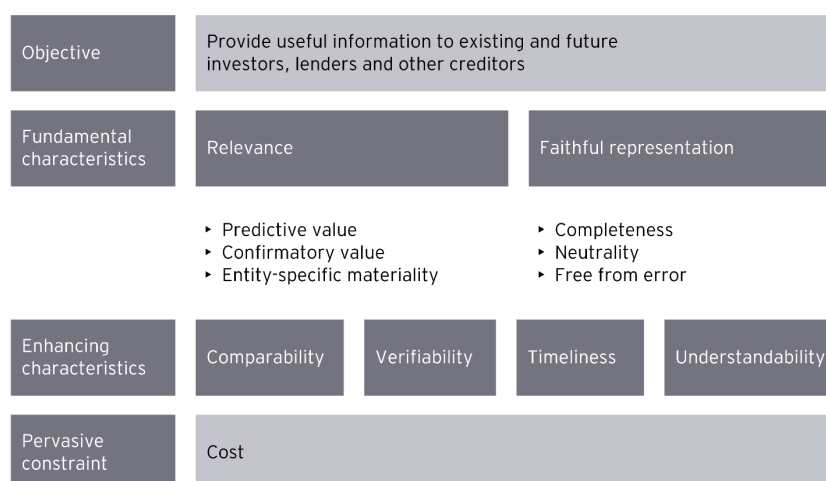 Objective
Provide useful information to existing and future
investors, lenders and other creditors
Fundamental
characteristics
Relevance
Faithful representation
‣ Predictive value
‣ Confirmatory value
‣ Entity-specific materiality
‣ Completeness
‣ Neutrality
‣ Free from error
Enhancing
characteristics
Comparability
Verifiability
Timeliness
Understandability
Pervasive
constraint
Cost